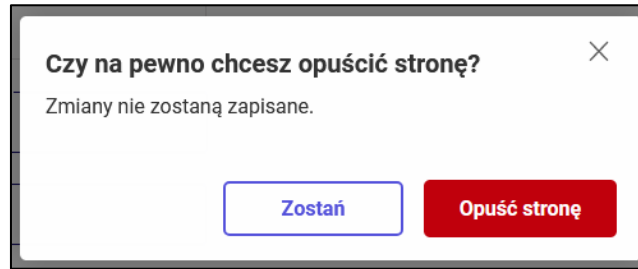 Czy na pewno chcesz opuścić stronę?
Zmiany nie zostaną zapisane.
Zostań
Opuść stronę